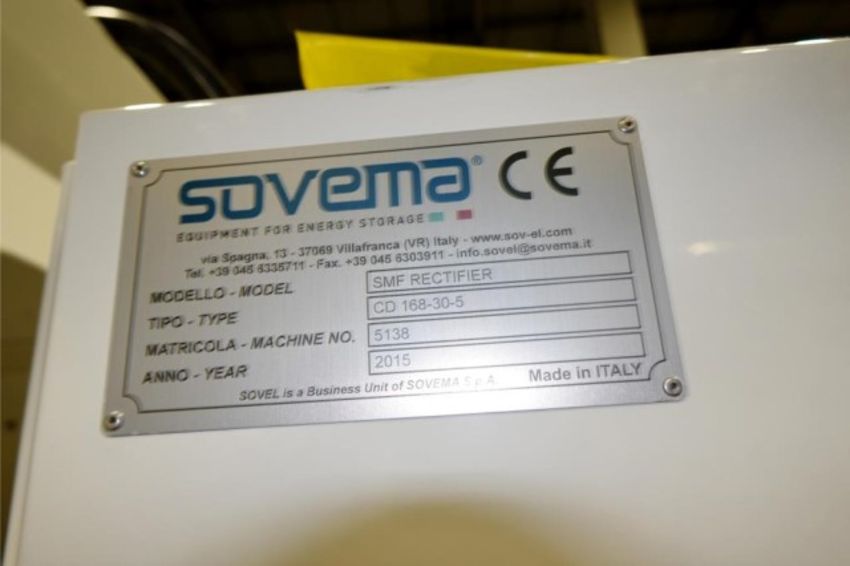 sovema® CE
EQUIPMENT FOR ENERGY STORAGE
via Spagna, 13 - 37069 Villafranca (VR) Italy - www.sov-el.com
Tel. +39 045 6335711 - Fax. +39 045 6303911 - info.sovel@sovema.it
MODELLO - MODEL SMF RECTIFIER
TIPO - TYPE CD 168-30-5
MATRICOLA - MACHINE NO. 5138
ANNO - YEAR 2015
SOVEL is a Business Unit of SOVEMA S.p.A. Made in ITALY